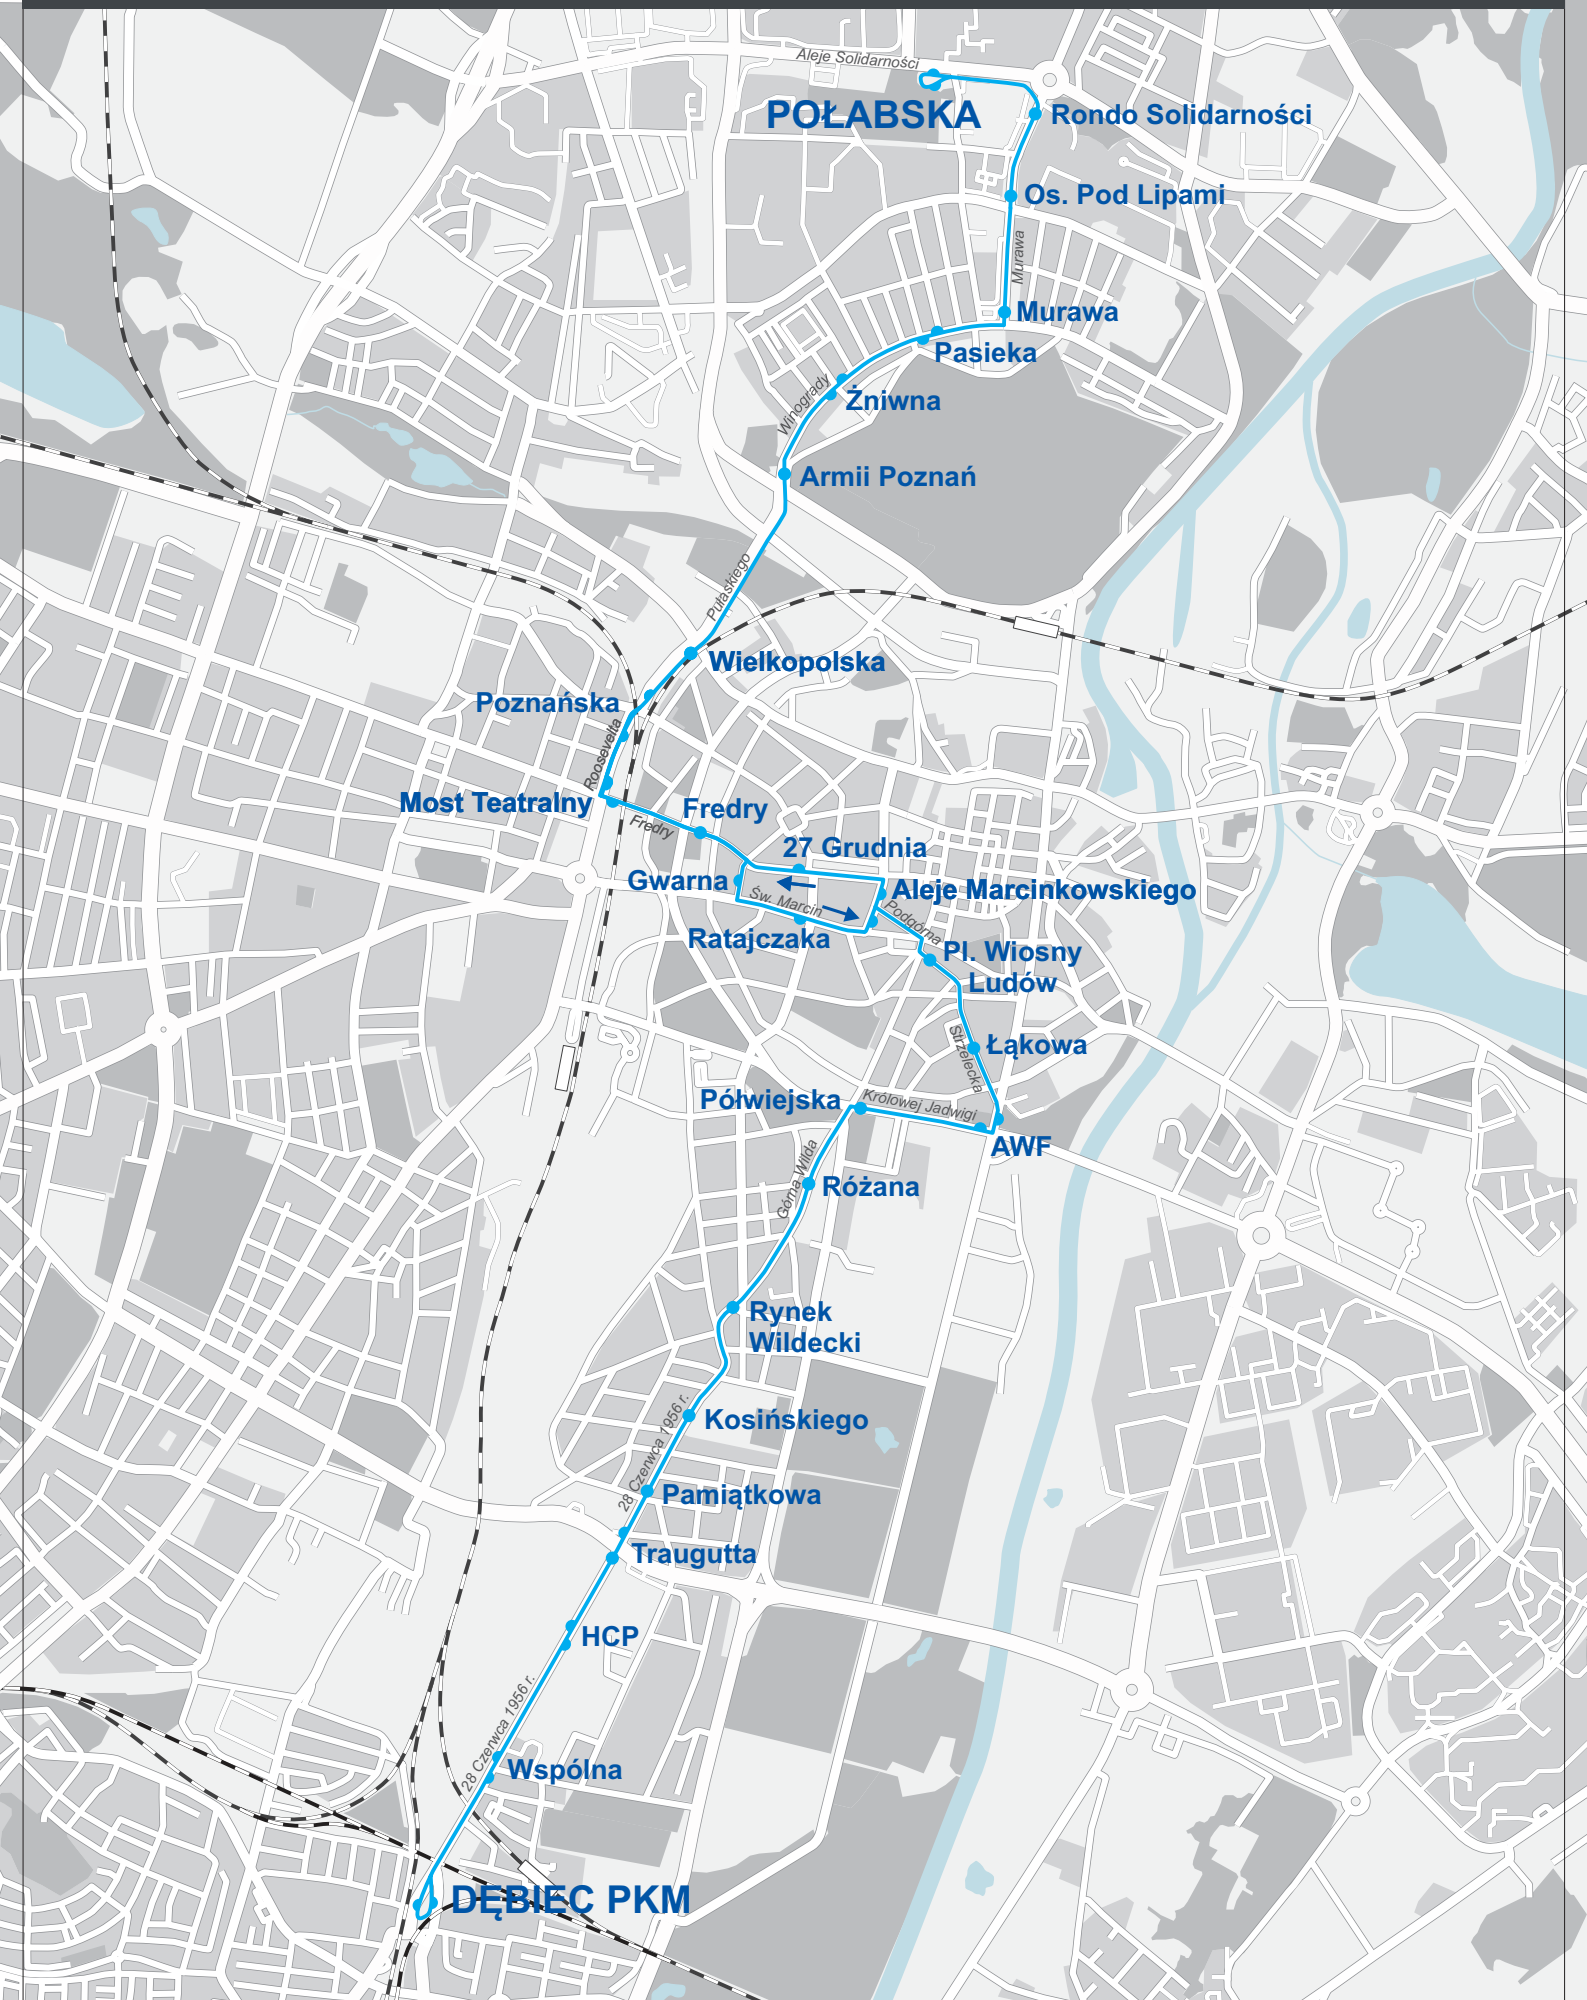 Aleje Solidarności
POŁABSKA
Rondo Solidarności
Os. Pod Lipami
Murawa
Murawa
Pasieka
Winogrady
Żniwna
Armii Poznań
Pułaskiego
Wielkopolska
Poznańska
Roosevelta
Most Teatralny
Fredry
Fredry
27 Grudnia
Gwarna
Aleje Marcinkowskiego
Św. Marcin
Podgórna
Ratajczaka
Pl. Wiosny
Ludów
Strzelecka
Łąkowa
Półwiejska
Królowej Jadwigi
AWF
Górna Wilda
Różana
Rynek
Wildecki
28 Czerwca 1956 r.
Kosińskiego
Pamiątkowa
Traugutta
HCP
28 Czerwca 1956 r.
Wspólna
DĘBIEC PKM